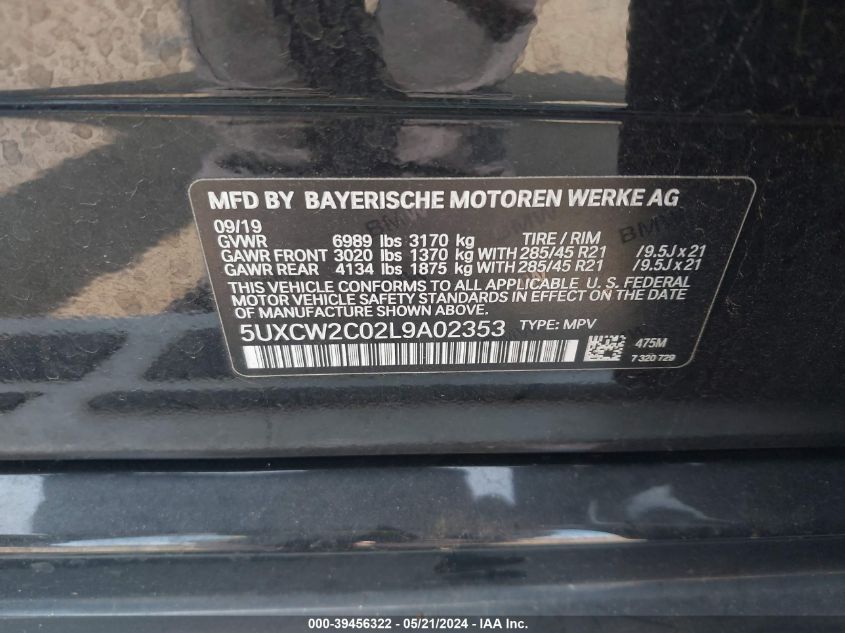 MFD BY BAYERISCHE MOTOREN WERKE AG
09/19
GVWR 6989 lbs 3170 kg TIRE / RIM
GAWR FRONT 3020 lbs 1370 kg WITH 285/45 R21 / 9.5J x 21
GAWR REAR 4134 lbs 1875 kg WITH 285/45 R21 / 9.5J x 21
THIS VEHICLE CONFORMS TO ALL APPLICABLE U. S. FEDERAL
MOTOR VEHICLE SAFETY STANDARDS IN EFFECT ON THE
DATE OF MANUFACTURE SHOWN ABOVE.
5UXCW2C02L9A02353 TYPE: MPV
475M
7 320 729
000-39456322 - 05/21/2024 - IAA Inc.